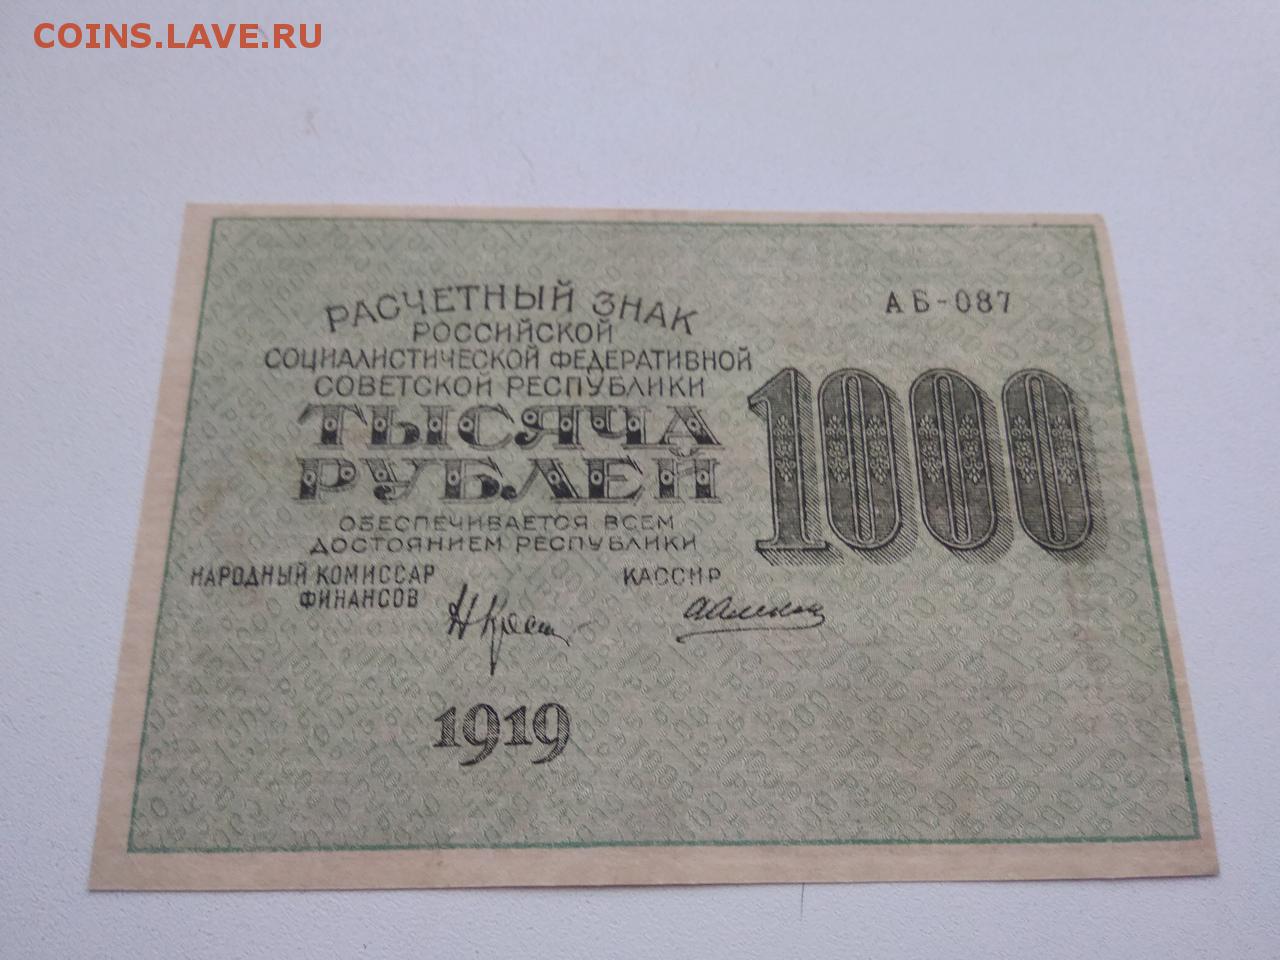 COINS.LAVE.RU
РАСЧЕТНЫЙ ЗНАК
РОССИЙСКОЙ
СОЦИАЛИСТИЧЕСКОЙ ФЕДЕРАТИВНОЙ
СОВЕТСКОЙ РЕСПУБЛИКИ
АБ-087
ТЫСЯЧА
РУБЛЕЙ
1000
ОБЕСПЕЧИВАЕТСЯ ВСЕМ
ДОСТОЯНИЕМ РЕСПУБЛИКИ
НАРОДНЫЙ КОМИССАР
ФИНАНСОВ
КАССИР
1919